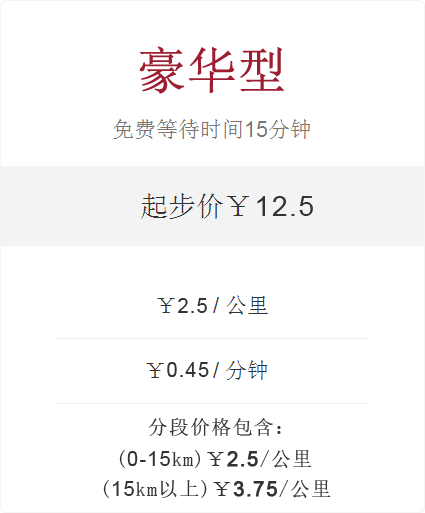 豪华型
免费等待时间15分钟
起步价￥12.5
￥2.5 / 公里
￥0.45 / 分钟
分段价格包含：
(0-15km)￥2.5/公里
(15km以上)￥3.75/公里